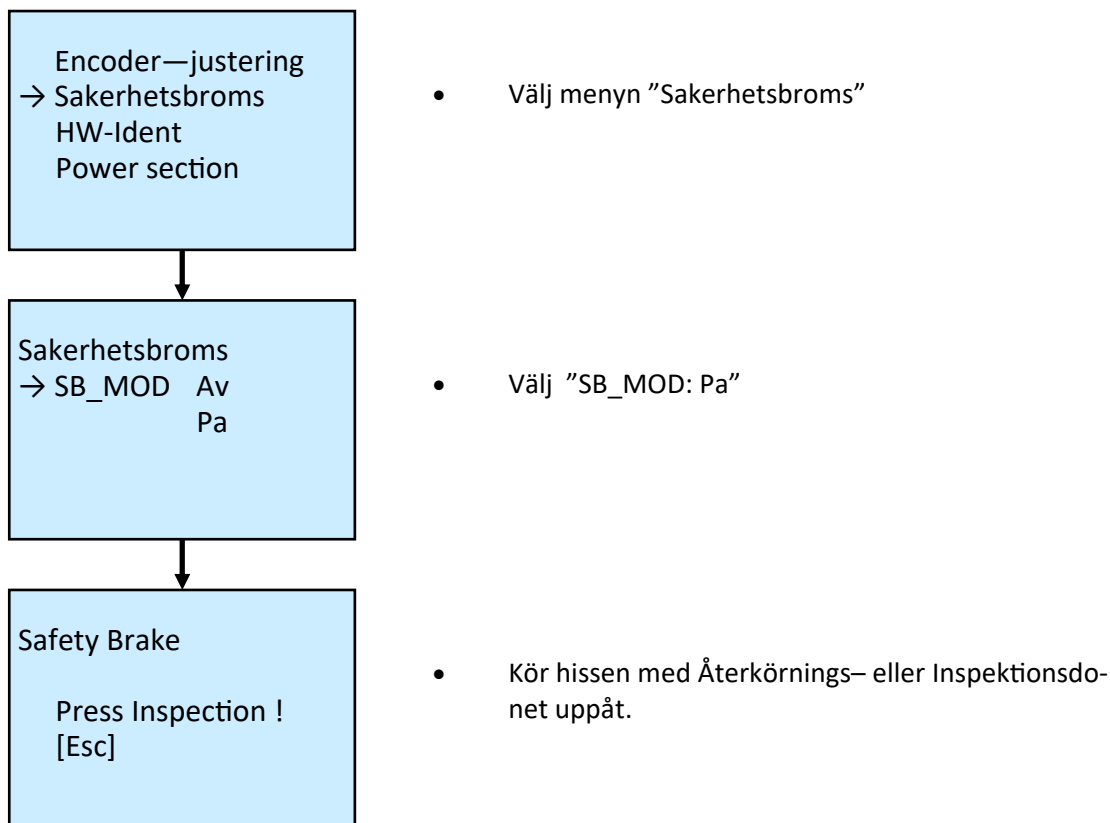 Encoder—justering
→ Sakerhetsbroms
HW-Ident
Power section
• Välj menyn ”Sakerhetsbroms”
Sakerhetsbroms
→ SB_MOD Av
Pa
• Välj ”SB_MOD: Pa”
Safety Brake
Press Inspection !
[Esc]
• Kör hissen med Återkörnings– eller Inspektionsdo-
net uppåt.